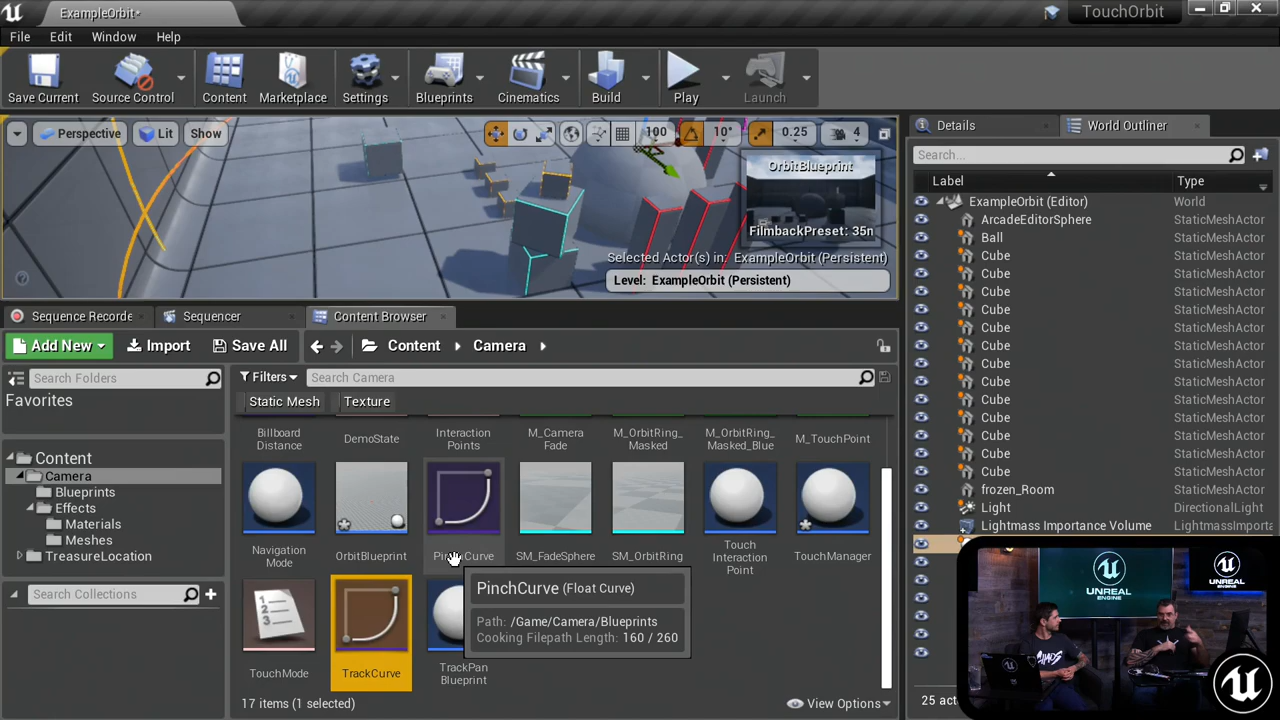 ExampleOrbit*
TouchOrbit
File Edit Window Help
Save Current Source Control Content Marketplace Settings Blueprints Cinematics Build Play Launch
Perspective Lit Show 100 10° 0.25 4
OrbitBlueprint
FilmbackPreset: 35n
Selected Actor(s) in: ExampleOrbit (Persistent)
Level: ExampleOrbit (Persistent)
Details World Outliner
Search...
Label Type
ExampleOrbit (Editor) World
ArcadeEditorSphere StaticMeshActor
Ball StaticMeshActor
Cube StaticMeshActor
Cube StaticMeshActor
Cube StaticMeshActor
Cube StaticMeshActor
Cube StaticMeshActor
Cube StaticMeshActor
Cube StaticMeshActor
Cube StaticMeshActor
Cube StaticMeshActor
Cube StaticMeshActor
Cube StaticMeshActor
Cube StaticMeshActor
Cube StaticMeshActor
frozen_Room StaticMeshActor
Light DirectionalLight
Lightmass Importance Volume LightmassImporta
25 act
Sequence Recorde Sequencer Content Browser
Add New Import Save All Content Camera
Search Folders
Favorites
Content
Camera
Blueprints
Effects
Materials
Meshes
TreasureLocation
Search Collections
Filters Search Camera
Static Mesh Texture
Billboard
Distance
DemoState
Interaction
Points
M_Camera
Fade
M_OrbitRing_
Masked
M_OrbitRing_
Masked_Blue
M_TouchPoint
Navigation
Mode
OrbitBlueprint
PinchCurve
SM_FadeSphere
SM_OrbitRing
Touch
Interaction
Point
TouchManager
TouchMode
TrackCurve
TrackPan
Blueprint
PinchCurve (Float Curve)
Path: /Game/Camera/Blueprints
Cooking Filepath Length: 160 / 260
17 items (1 selected)
View Options
UNREAL
ENGINE
UNREAL
ENGINE